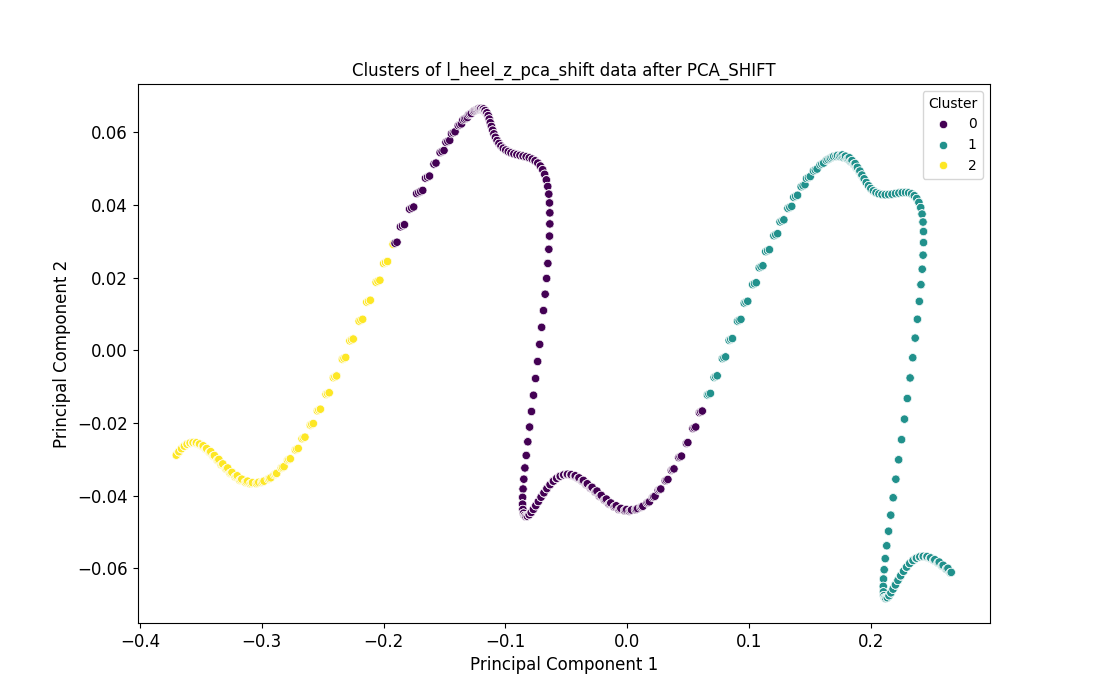 Clusters of l_heel_z_pca_shift data after PCA_SHIFT
Cluster
0
1
2
Principal Component 2
0.06
0.04
0.02
0.00
−0.02
−0.04
−0.06
−0.4 −0.3 −0.2 −0.1 0.0 0.1 0.2
Principal Component 1